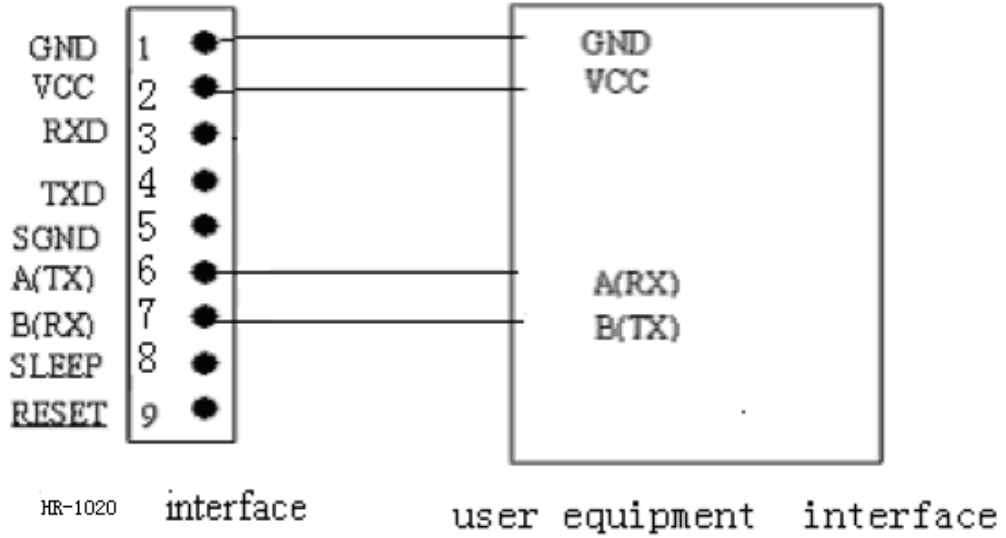 GND 1 GND
VCC 2 VCC
RXD 3
TXD 4
SGND 5
A(TX) 6 A(RX)
B(RX) 7 B(TX)
SLEEP 8
RESET 9
HR-1020 interface user equipment interface